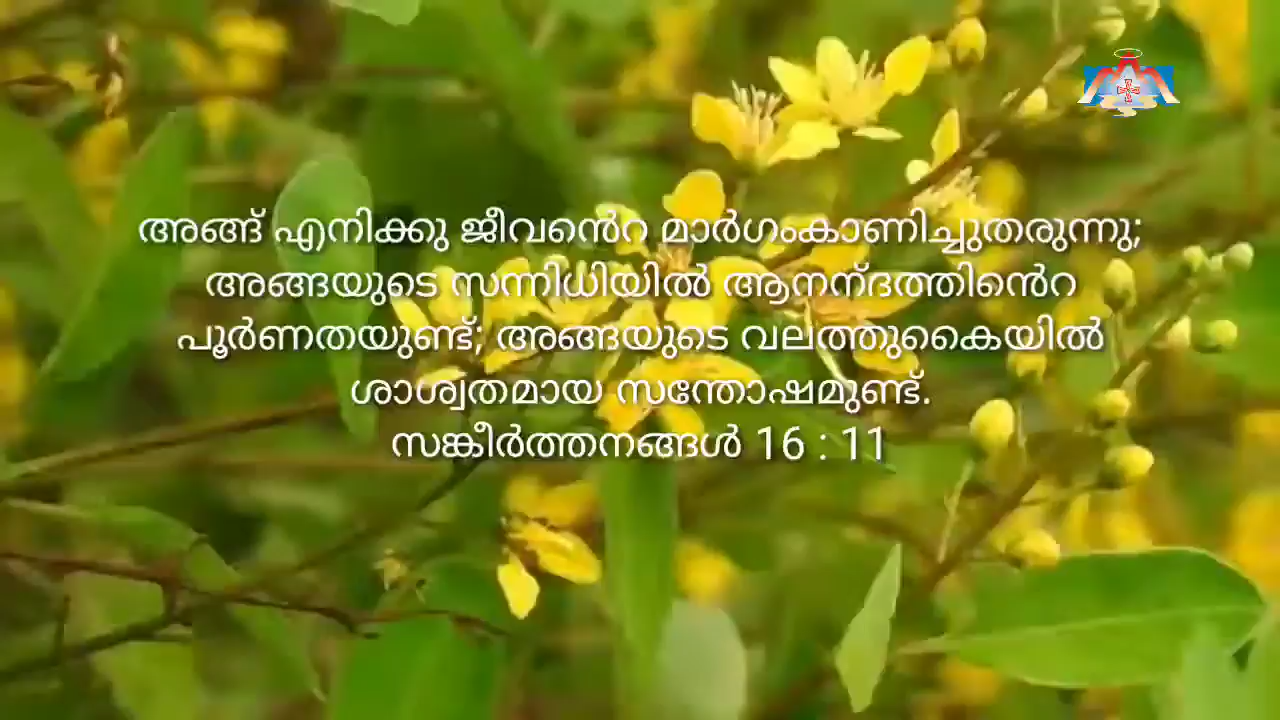 അങ്ങ് എനിക്കു ജീവൻെറ മാർഗംകാണിച്ചുതരുന്നു;
അങ്ങയുടെ സന്നിധിയിൽ ആനന്ദത്തിൻെറ
പൂർണതയുണ്ട്; അങ്ങയുടെ വലത്തുകൈയിൽ
ശാശ്വതമായ സന്തോഷമുണ്ട്.
സങ്കീർത്തനങ്ങൾ 16 : 11